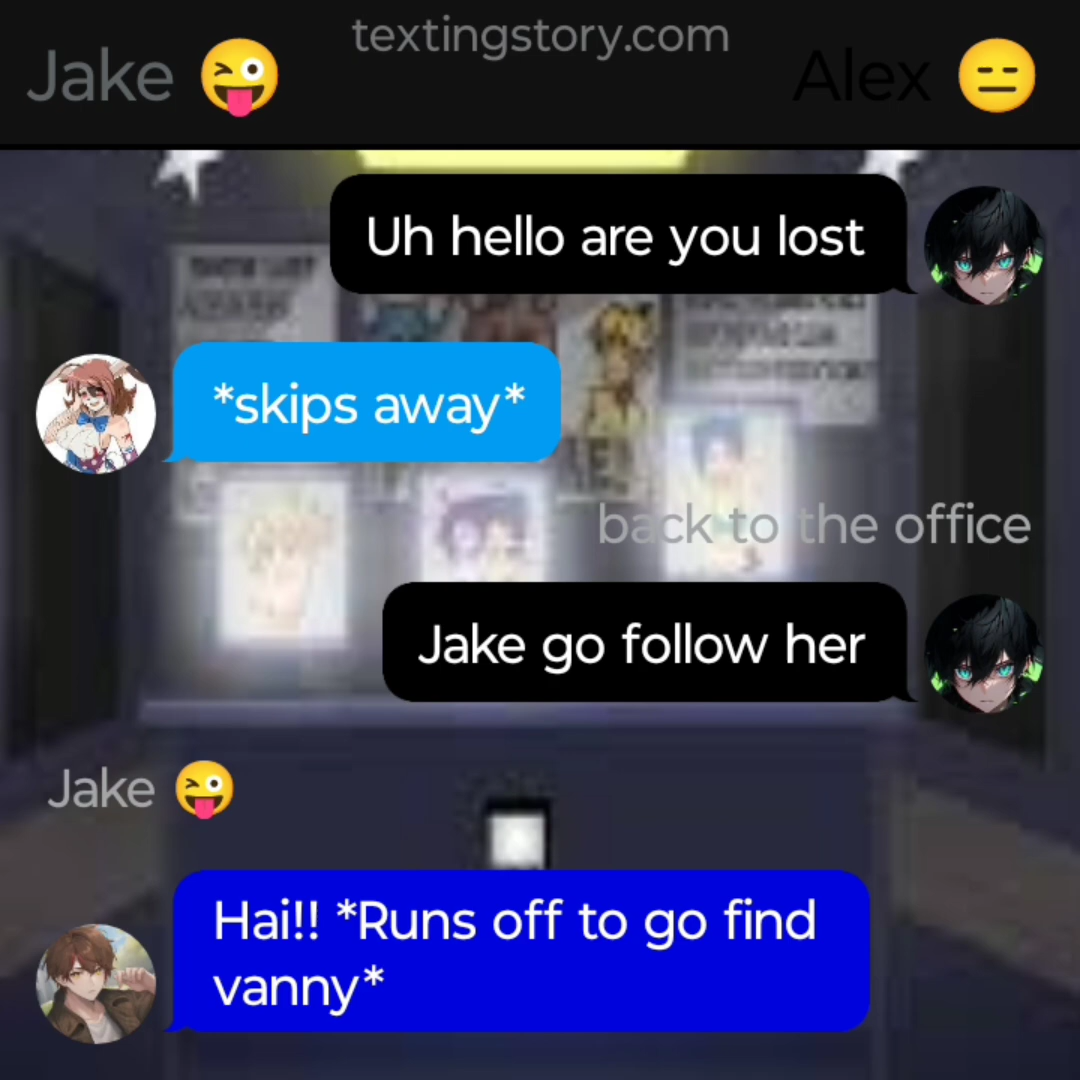 textingstory.com
Jake 😜
Alex 😑
Uh hello are you lost
*skips away*
back to the office
Jake go follow her
Jake 😜
Hai!! *Runs off to go find
vanny*